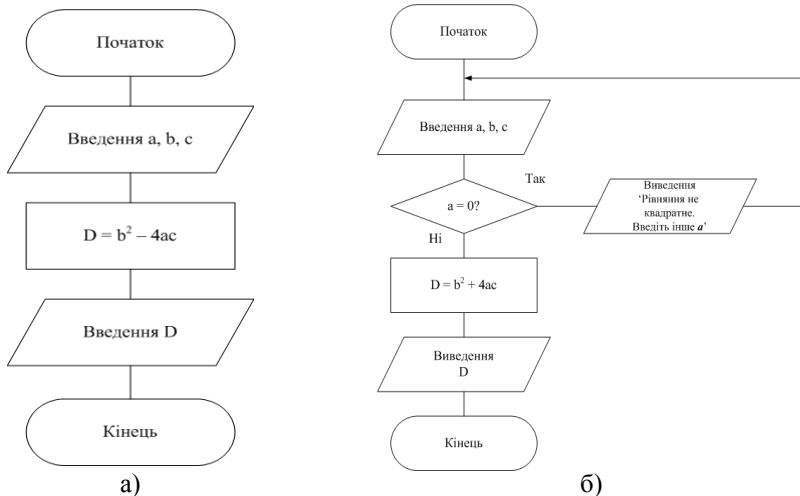 Початок
Введення a, b, c
D = b² – 4ac
Введення D
Кінець
а)
Початок
Введення a, b, c
a = 0?
Так
Виведення
‘Рівняння не
квадратне.
Введіть інше a’
Ні
D = b² + 4ac
Виведення
D
Кінець
б)